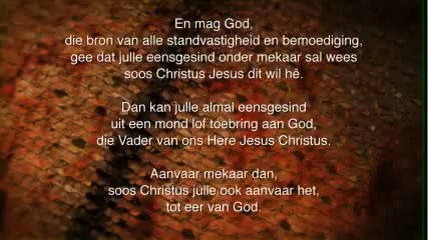 En mag God,
die bron van alle standvastigheid en bemoediging,
gee dat julle eensgesind onder mekaar sal wees
soos Christus Jesus dit wil hê.
Dan kan julle almal eensgesind
uit een mond lof toebring aan God,
die Vader van ons Here Jesus Christus.
Aanvaar mekaar dan,
soos Christus julle ook aanvaar het,
tot eer van God.